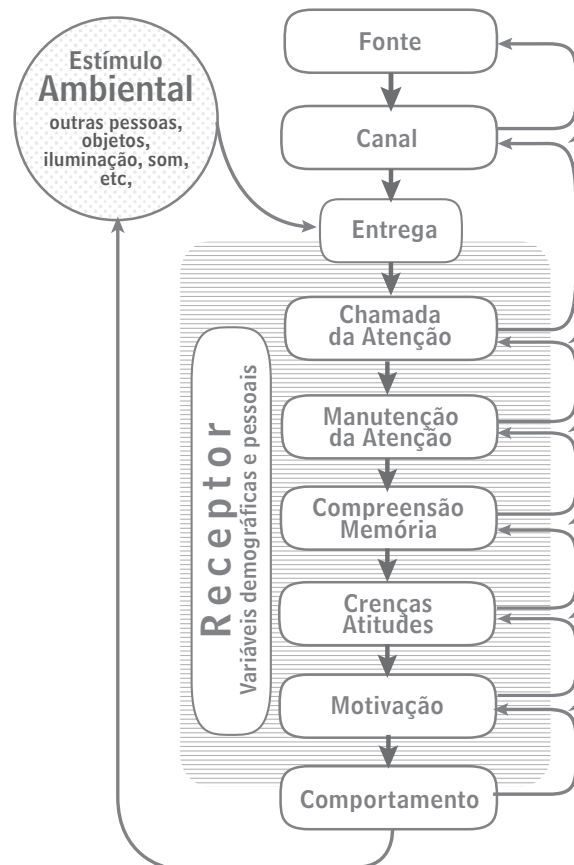 Estímulo
Ambiental
outras pessoas,
objetos,
iluminação, som,
etc,
Fonte
Canal
Entrega
Chamada
da Atenção
Manutenção
da Atenção
Compreensão
Memória
Crenças
Atitudes
Motivação
Comportamento
Receptor
Variáveis demográficas e pessoais